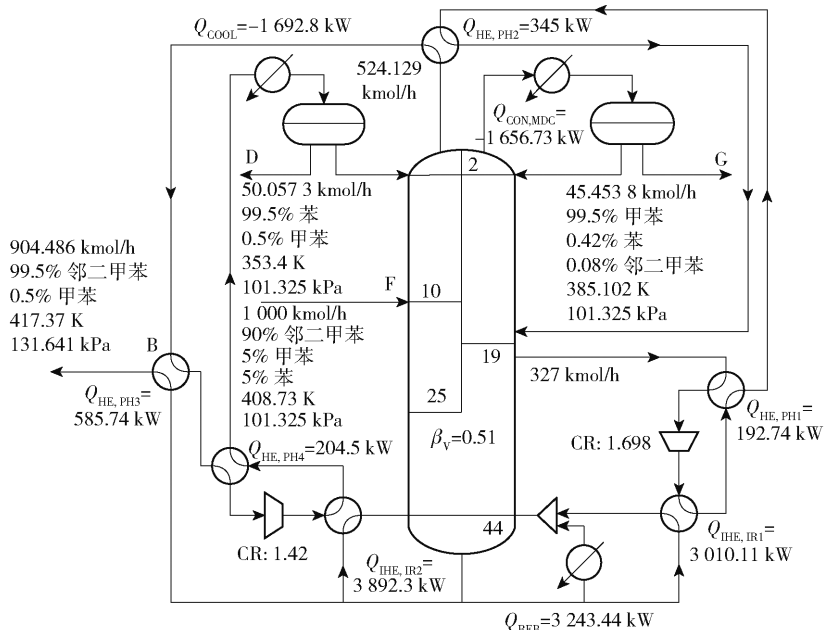 Q_COOL=-1 692.8 kW
Q_HE, PH2=345 kW
524.129
kmol/h
Q_CON,MDC=
-1 656.73 kW
2
D
G
50.057 3 kmol/h
99.5% 苯
0.5% 甲苯
353.4 K
101.325 kPa
45.453 8 kmol/h
99.5% 甲苯
0.42% 苯
0.08% 邻二甲苯
385.102 K
101.325 kPa
904.486 kmol/h
99.5% 邻二甲苯
0.5% 甲苯
417.37 K
131.641 kPa
B
F
1 000 kmol/h
90% 邻二甲苯
5% 甲苯
5% 苯
408.73 K
101.325 kPa
10
19
25
327 kmol/h
Q_HE, PH3=
585.74 kW
Q_HE, PH1=
192.74 kW
β_V=0.51
CR: 1.698
Q_HE, PH4=204.5 kW
44
CR: 1.42
Q_IHE, IR1=
3 010.11 kW
Q_IHE, IR2=
3 892.3 kW
Q_REB=3 243.44 kW